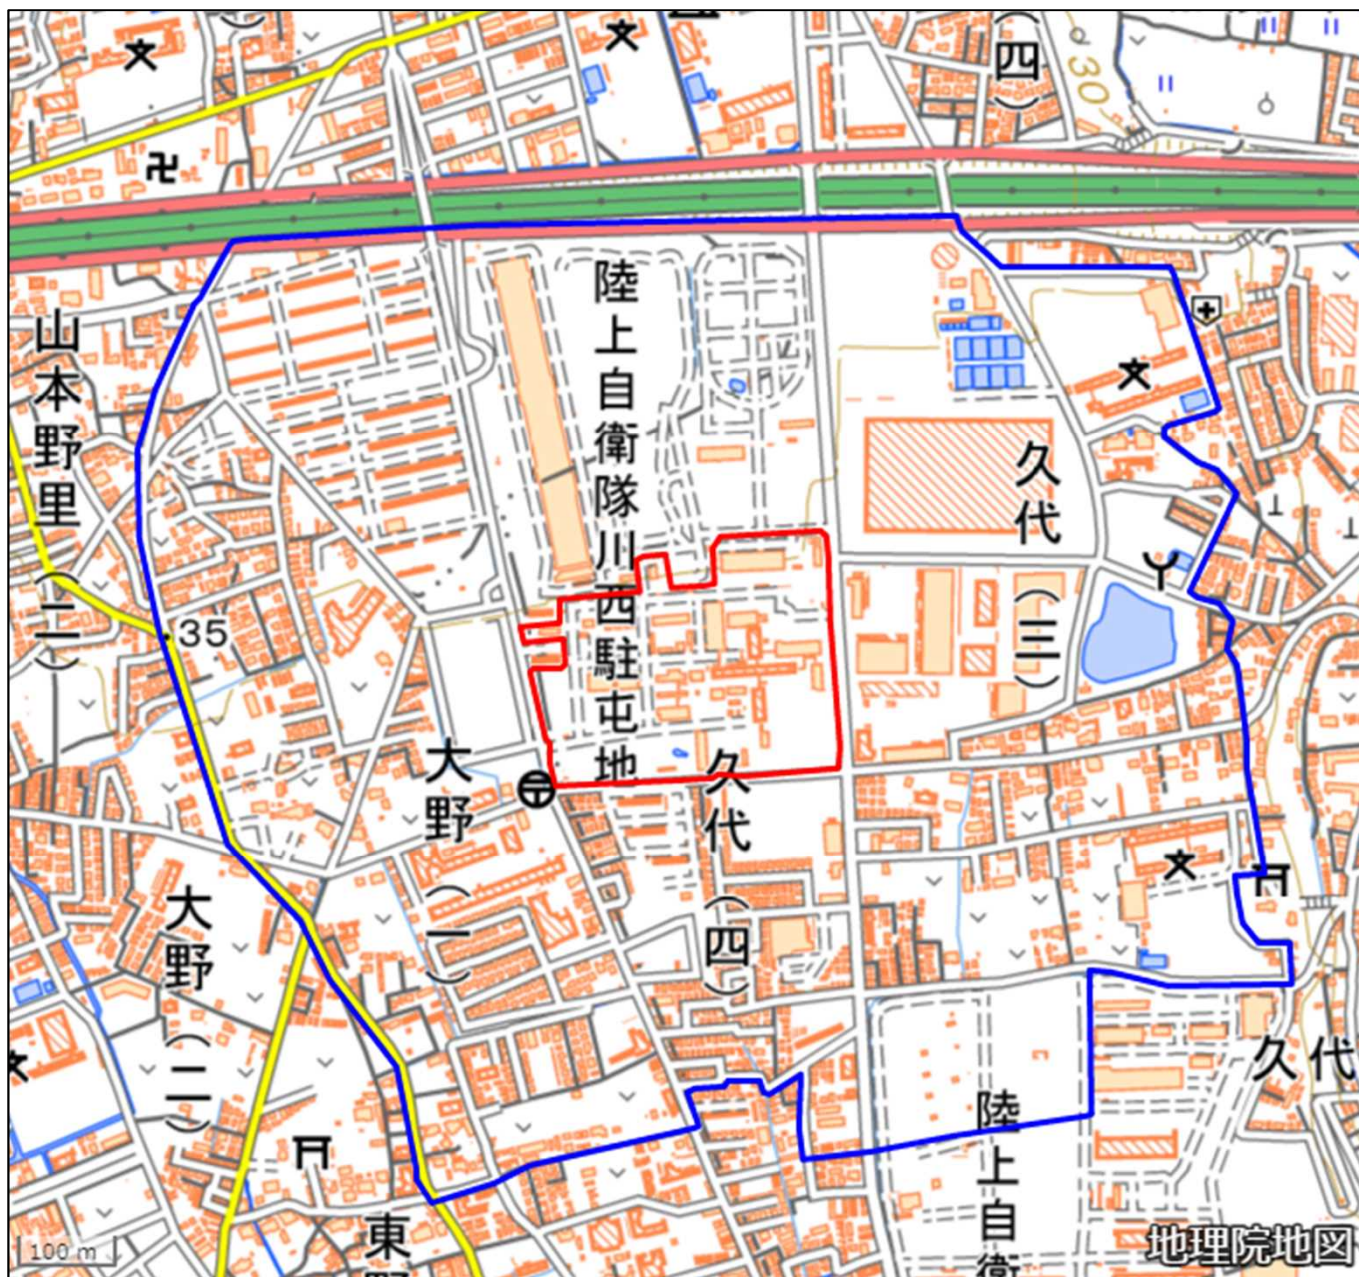 (四)
30
陸上自衛隊川西駐屯地
山本野里(二)
久代(三)
35
大野(一)
久代(四)
大野(二)
久代
陸上自衛
東野
100 m
地理院地図